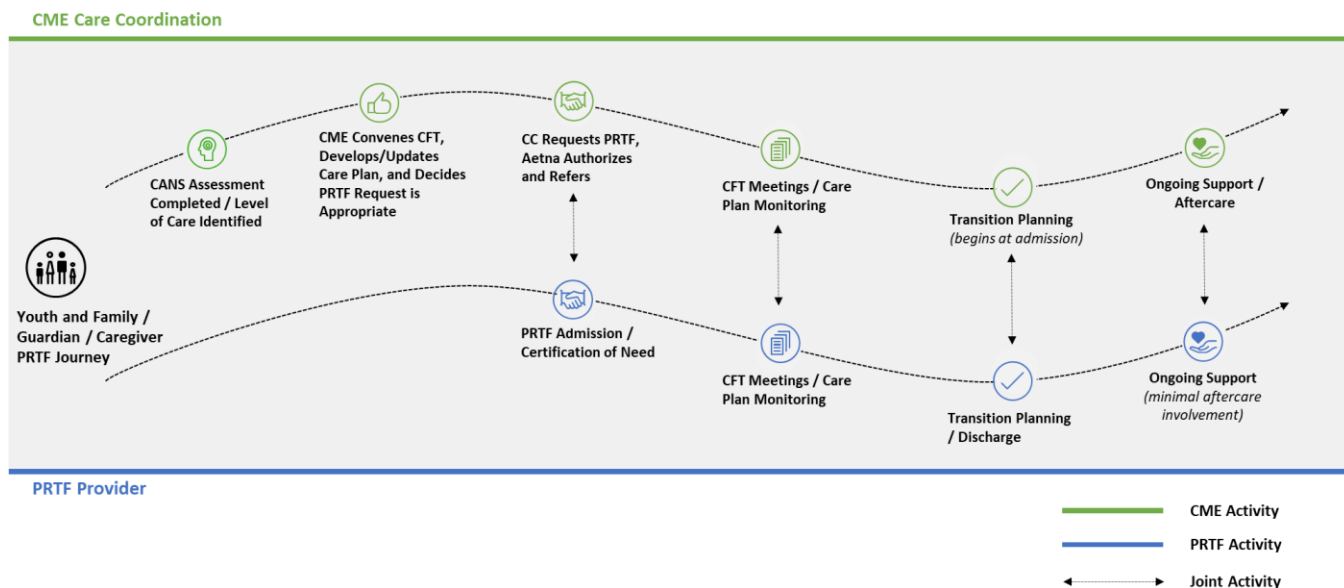 CME Care Coordination
CANS Assessment
Completed / Level
of Care Identified
CME Convenes CFT,
Develops/Updates
Care Plan, and Decides
PRTF Request is
Appropriate
CC Requests PRTF,
Aetna Authorizes
and Refers
CFT Meetings / Care
Plan Monitoring
Transition Planning
(begins at admission)
Ongoing Support /
Aftercare
Youth and Family /
Guardian / Caregiver
PRTF Journey
PRTF Admission /
Certification of Need
CFT Meetings / Care
Plan Monitoring
Transition Planning
/ Discharge
Ongoing Support
(minimal aftercare
involvement)
PRTF Provider
CME Activity
PRTF Activity
Joint Activity